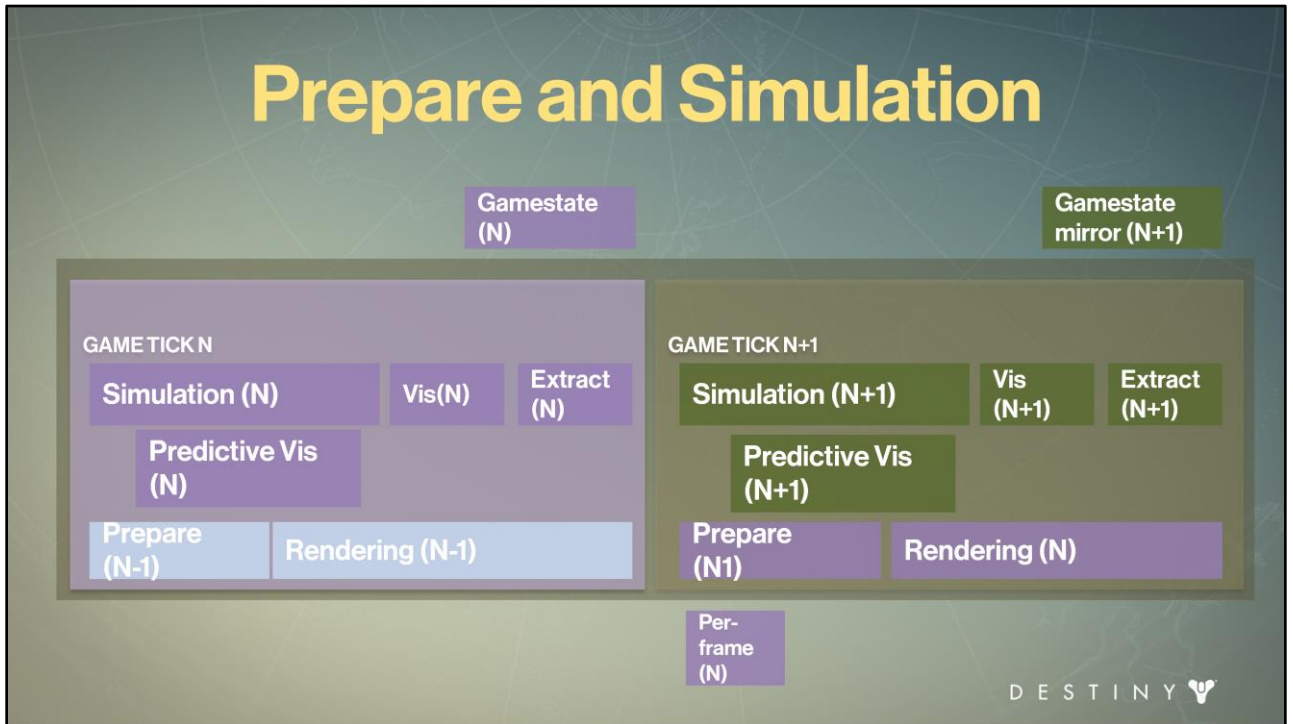 Prepare and Simulation
Gamestate
(N)
Gamestate
mirror (N+1)
GAME TICK N
Simulation (N)
Vis(N)
Extract
(N)
Predictive Vis
(N)
Prepare
(N-1)
Rendering (N-1)
GAME TICK N+1
Simulation (N+1)
Vis
(N+1)
Extract
(N+1)
Predictive Vis
(N+1)
Prepare
(N1)
Rendering (N)
Per-
frame
(N)
DESTINY